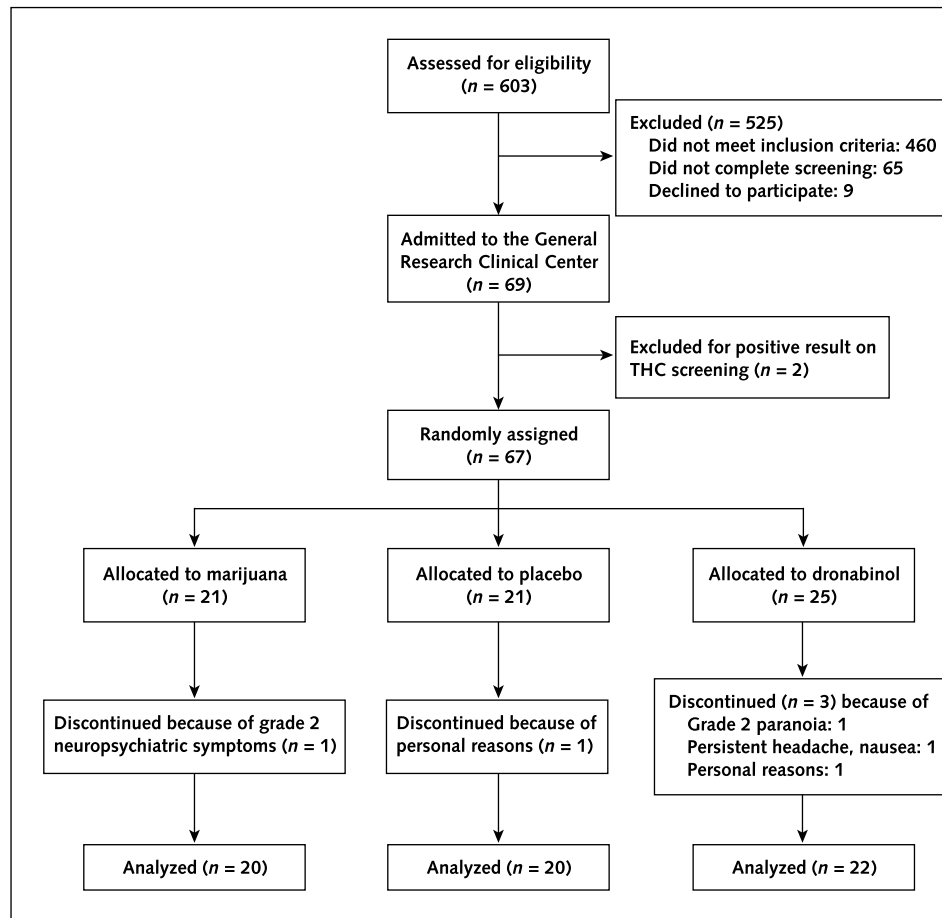 Assessed for eligibility
(n = 603)
Excluded (n = 525)
Did not meet inclusion criteria: 460
Did not complete screening: 65
Declined to participate: 9
Admitted to the General
Research Clinical Center
(n = 69)
Excluded for positive result on
THC screening (n = 2)
Randomly assigned
(n = 67)
Allocated to marijuana
(n = 21)
Allocated to placebo
(n = 21)
Allocated to dronabinol
(n = 25)
Discontinued because of grade 2
neuropsychiatric symptoms (n = 1)
Discontinued because of
personal reasons (n = 1)
Discontinued (n = 3) because of
Grade 2 paranoia: 1
Persistent headache, nausea: 1
Personal reasons: 1
Analyzed (n = 20)
Analyzed (n = 20)
Analyzed (n = 22)